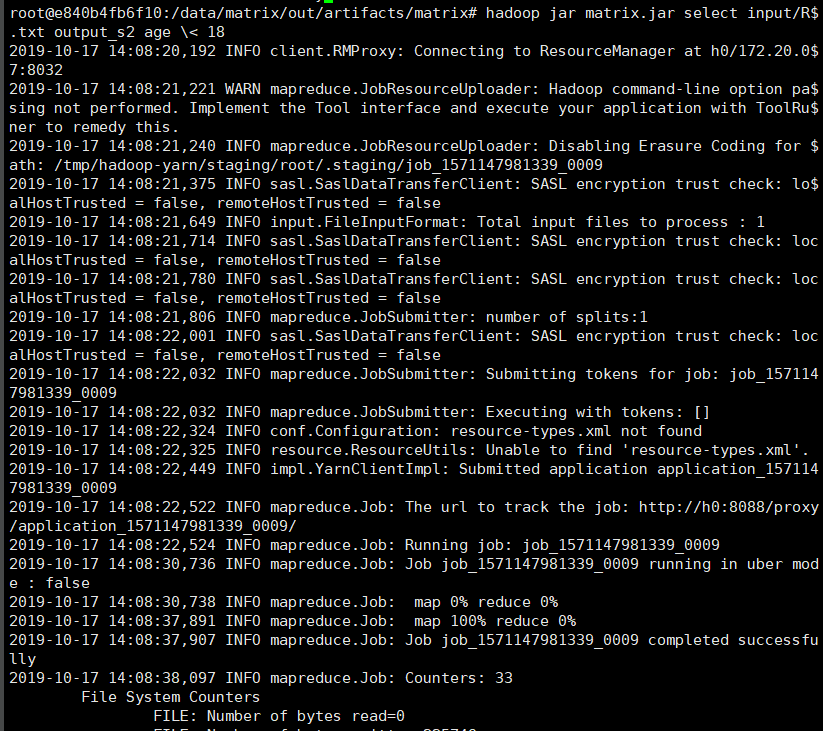 root@e840b4fb6f10:/data/matrix/out/artifacts/matrix# hadoop jar matrix.jar select input/R$
.txt output_s2 age \< 18
2019-10-17 14:08:20,192 INFO client.RMProxy: Connecting to ResourceManager at h0/172.20.0$
7:8032
2019-10-17 14:08:21,221 WARN mapreduce.JobResourceUploader: Hadoop command-line option pa$
sing not performed. Implement the Tool interface and execute your application with ToolRu$
ner to remedy this.
2019-10-17 14:08:21,240 INFO mapreduce.JobResourceUploader: Disabling Erasure Coding for $
ath: /tmp/hadoop-yarn/staging/root/.staging/job_1571147981339_0009
2019-10-17 14:08:21,375 INFO sasl.SaslDataTransferClient: SASL encryption trust check: lo$
alHostTrusted = false, remoteHostTrusted = false
2019-10-17 14:08:21,649 INFO input.FileInputFormat: Total input files to process : 1
2019-10-17 14:08:21,714 INFO sasl.SaslDataTransferClient: SASL encryption trust check: loc
alHostTrusted = false, remoteHostTrusted = false
2019-10-17 14:08:21,780 INFO sasl.SaslDataTransferClient: SASL encryption trust check: loc
alHostTrusted = false, remoteHostTrusted = false
2019-10-17 14:08:21,806 INFO mapreduce.JobSubmitter: number of splits:1
2019-10-17 14:08:22,001 INFO sasl.SaslDataTransferClient: SASL encryption trust check: loc
alHostTrusted = false, remoteHostTrusted = false
2019-10-17 14:08:22,032 INFO mapreduce.JobSubmitter: Submitting tokens for job: job_157114
7981339_0009
2019-10-17 14:08:22,032 INFO mapreduce.JobSubmitter: Executing with tokens: []
2019-10-17 14:08:22,324 INFO conf.Configuration: resource-types.xml not found
2019-10-17 14:08:22,325 INFO resource.ResourceUtils: Unable to find 'resource-types.xml'.
2019-10-17 14:08:22,449 INFO impl.YarnClientImpl: Submitted application application_157114
7981339_0009
2019-10-17 14:08:22,522 INFO mapreduce.Job: The url to track the job: http://h0:8088/proxy
/application_1571147981339_0009/
2019-10-17 14:08:22,524 INFO mapreduce.Job: Running job: job_1571147981339_0009
2019-10-17 14:08:30,736 INFO mapreduce.Job: Job job_1571147981339_0009 running in uber mod
e : false
2019-10-17 14:08:30,738 INFO mapreduce.Job:  map 0% reduce 0%
2019-10-17 14:08:37,891 INFO mapreduce.Job:  map 100% reduce 0%
2019-10-17 14:08:37,907 INFO mapreduce.Job: Job job_1571147981339_0009 completed successfu
lly
2019-10-17 14:08:38,097 INFO mapreduce.Job: Counters: 33
File System Counters
FILE: Number of bytes read=0